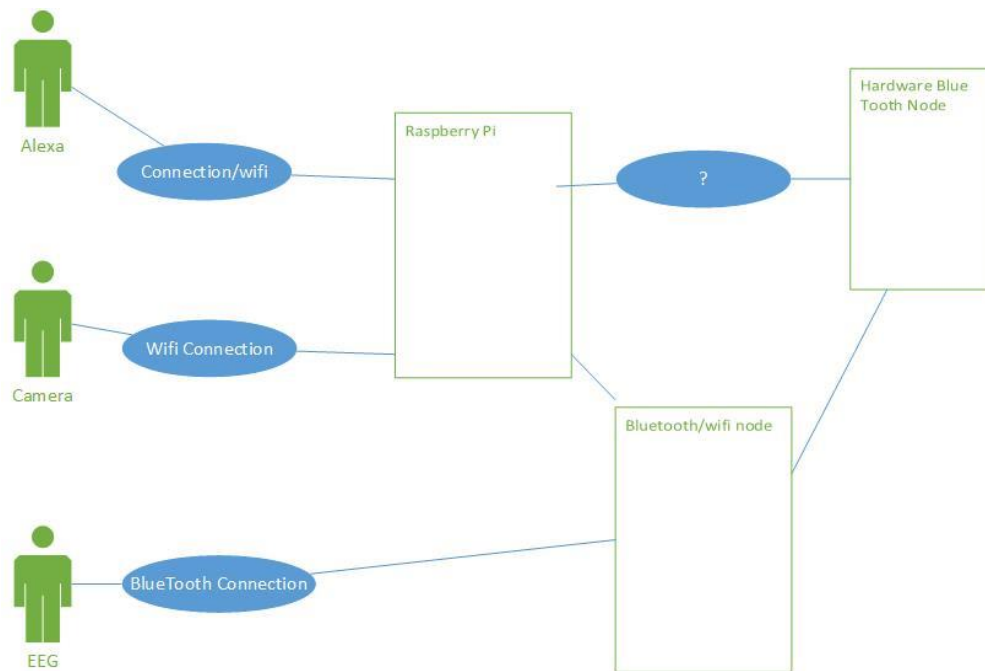 Alexa
Connection/wifi
Raspberry Pi
?
Hardware Blue
Tooth Node
Camera
Wifi Connection
Bluetooth/wifi node
EEG
BlueTooth Connection